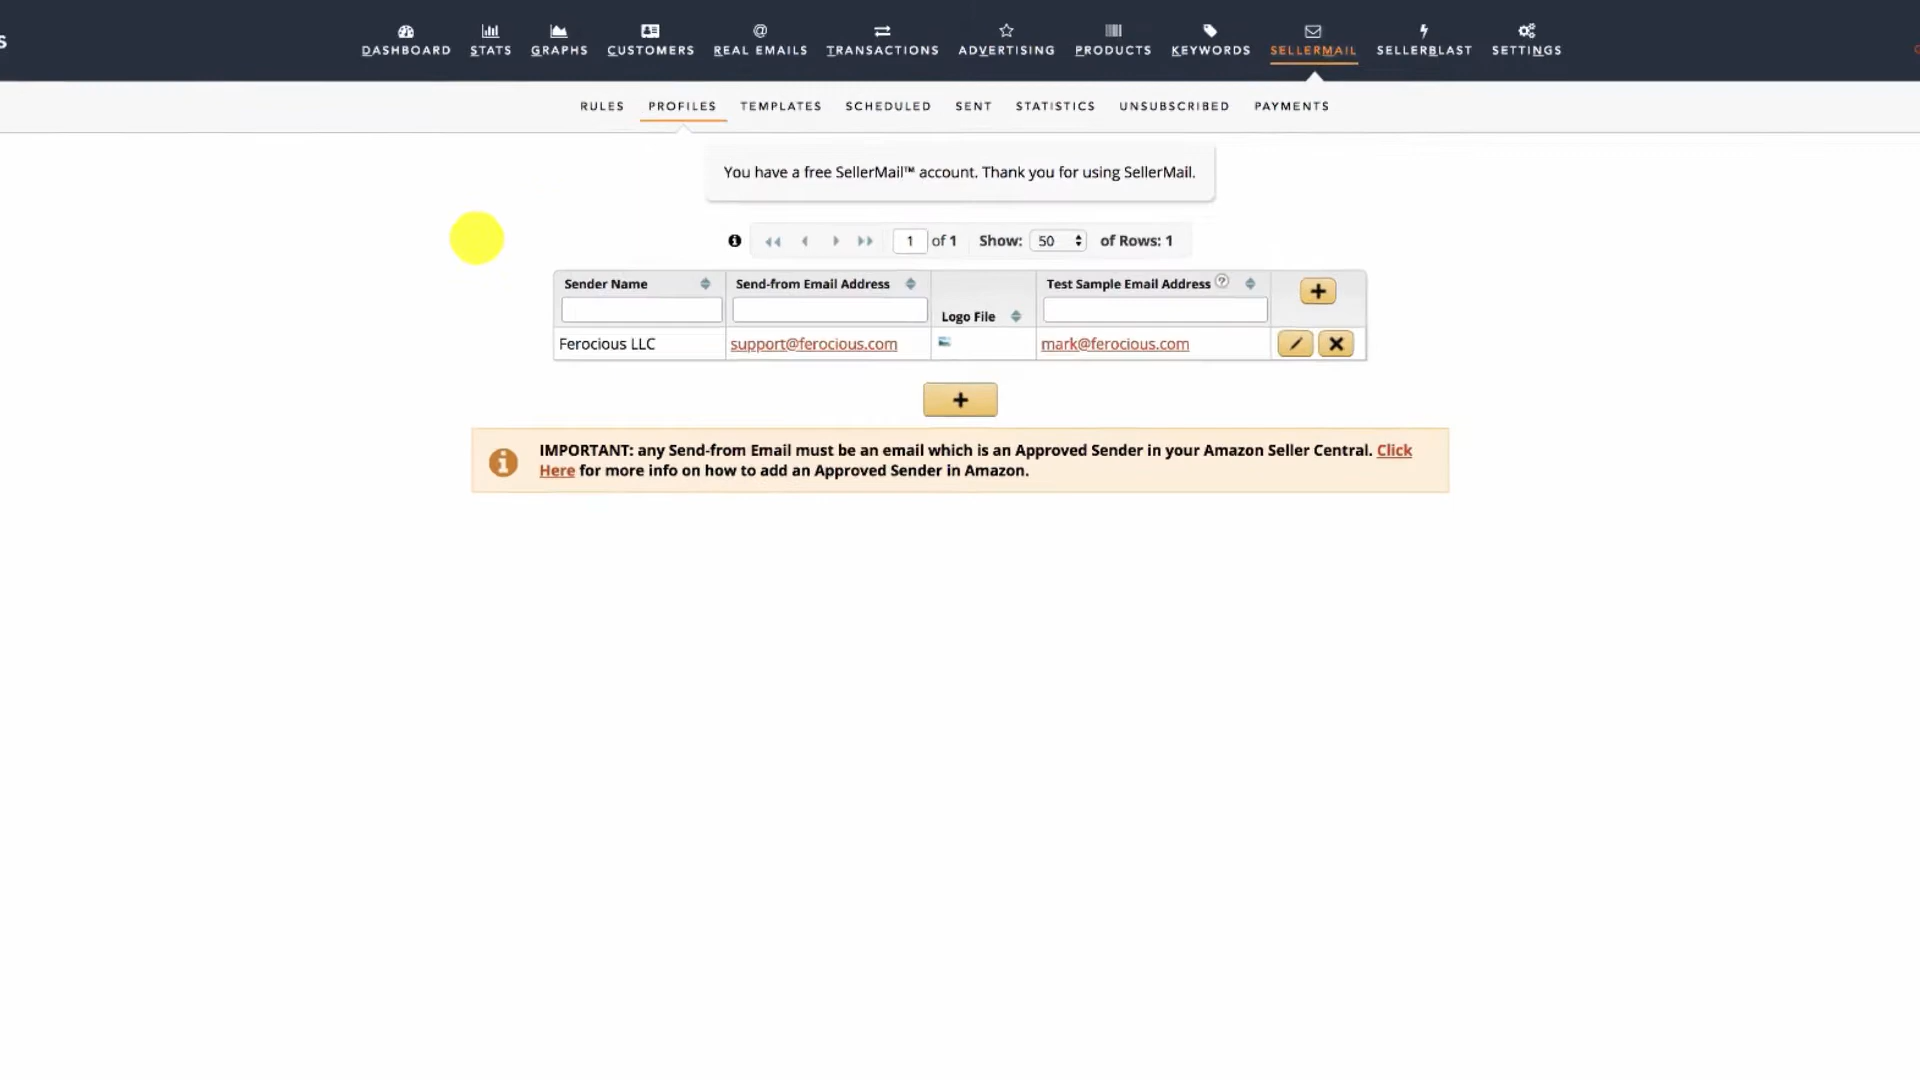 S
DASHBOARD STATS GRAPHS CUSTOMERS REAL EMAILS TRANSACTIONS ADVERTISING PRODUCTS KEYWORDS SELLERMAIL SELLERBLAST SETTINGS
RULES PROFILES TEMPLATES SCHEDULED SENT STATISTICS UNSUBSCRIBED PAYMENTS
You have a free SellerMail™ account. Thank you for using SellerMail.
1 of 1 Show: 50 of Rows: 1
Sender Name Send-from Email Address Logo File Test Sample Email Address
Ferocious LLC support@ferocious.com mark@ferocious.com
IMPORTANT: any Send-from Email must be an email which is an Approved Sender in your Amazon Seller Central. Click
Here for more info on how to add an Approved Sender in Amazon.